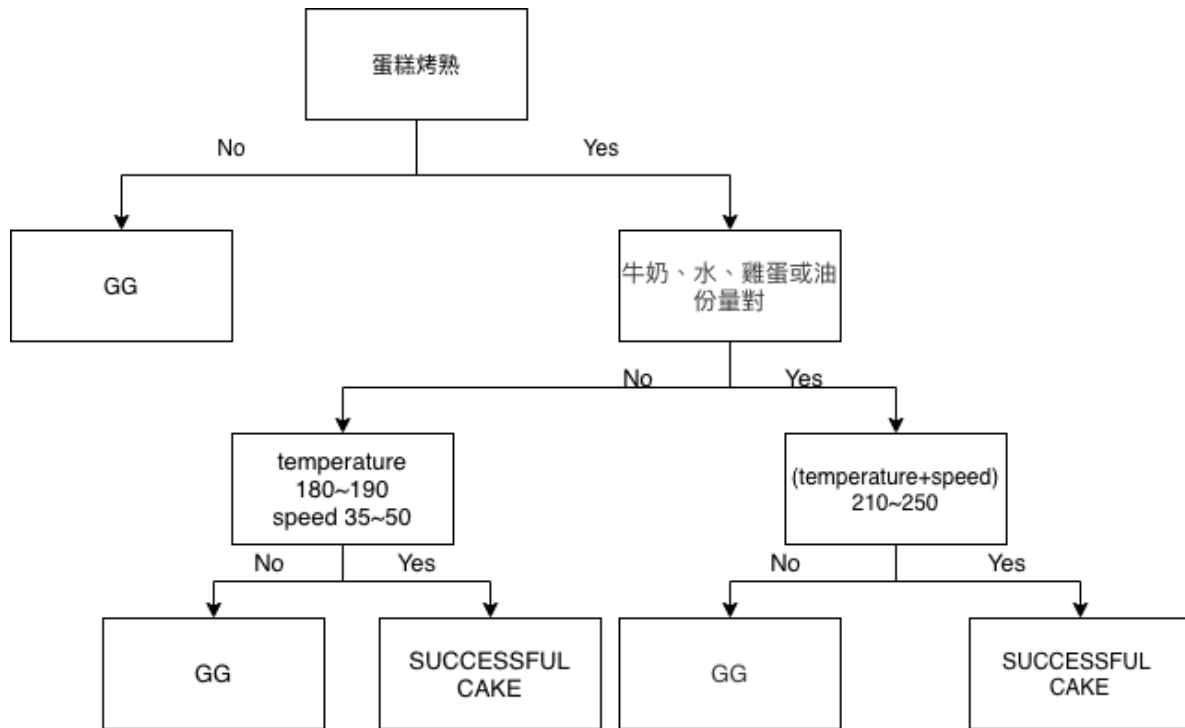 蛋糕烤熟
No
Yes
GG
牛奶、水、雞蛋或油
份量對
No
Yes
temperature
180~190
speed 35~50
(temperature+speed)
210~250
No
Yes
No
Yes
GG
SUCCESSFUL
CAKE
GG
SUCCESSFUL
CAKE